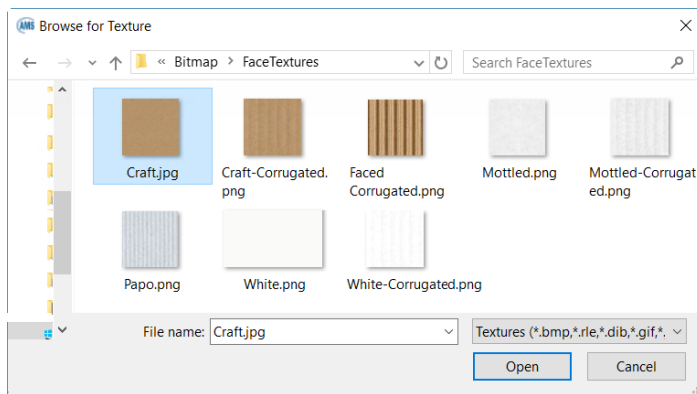 AMS Browse for Texture
« Bitmap > FaceTextures
Search FaceTextures
Craft.jpg
Craft-Corrugated.
png
Faced
Corrugated.png
Mottled.png
Mottled-Corrugat
ed.png
Papo.png
White.png
White-Corrugated.png
File name: Craft.jpg
Textures (*.bmp,*.rle,*.dib,*.gif,*.
Open
Cancel